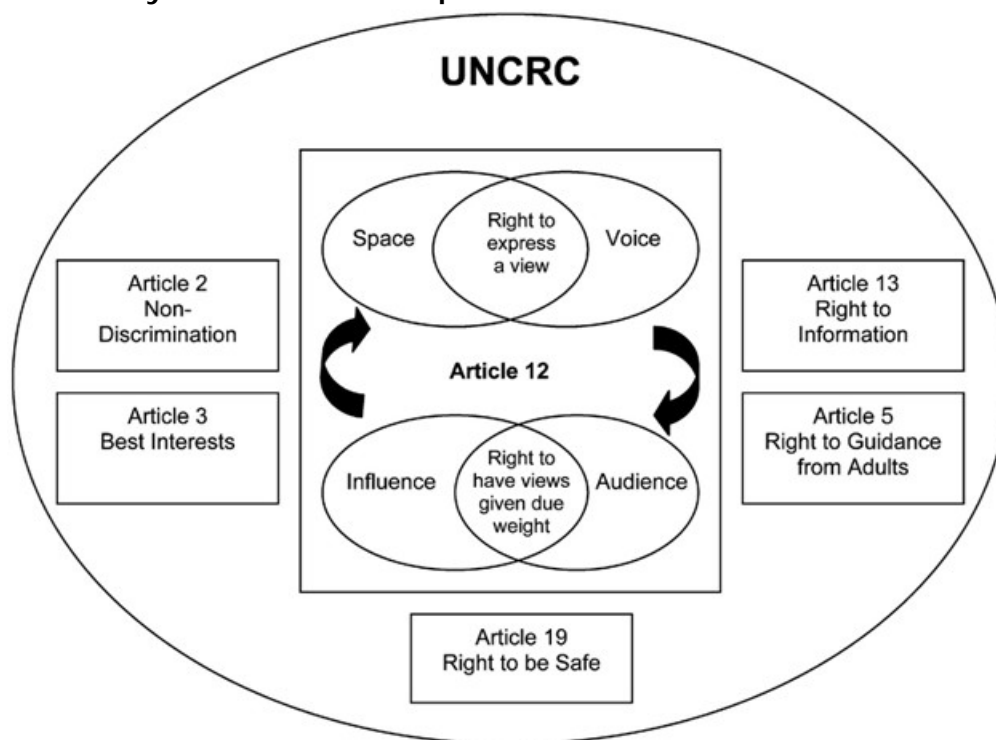 UNCRC
Space
Right to
express
a view
Voice
Article 2
Non-
Discrimination
Article 13
Right to
Information
Article 12
Article 3
Best Interests
Article 5
Right to Guidance
from Adults
Influence
Right to
have views
given due
weight
Audience
Article 19
Right to be Safe